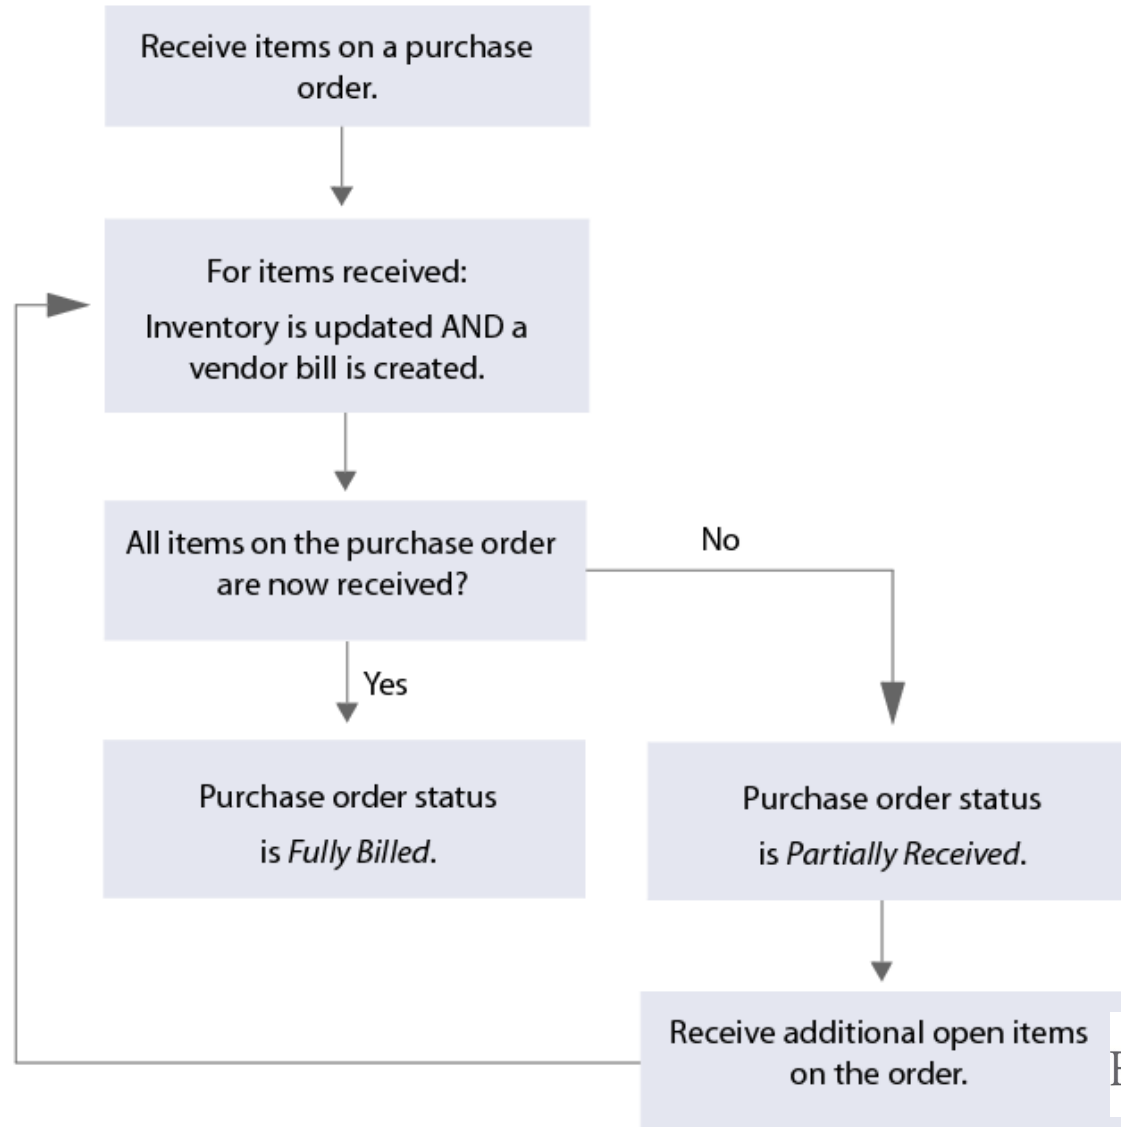 Receive items on a purchase
order.
For items received:
Inventory is updated AND a
vendor bill is created.
All items on the purchase order
are now received?
No
Yes
Purchase order status
is Fully Billed.
Purchase order status
is Partially Received.
Receive additional open items
on the order.